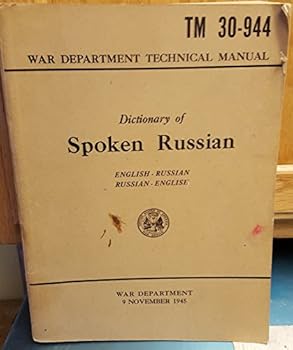 TM 30-944
WAR DEPARTMENT TECHNICAL MANUAL
Dictionary of
Spoken Russian
ENGLISH-RUSSIAN
RUSSIAN-ENGLISH
WAR DEPARTMENT
9 NOVEMBER 1945